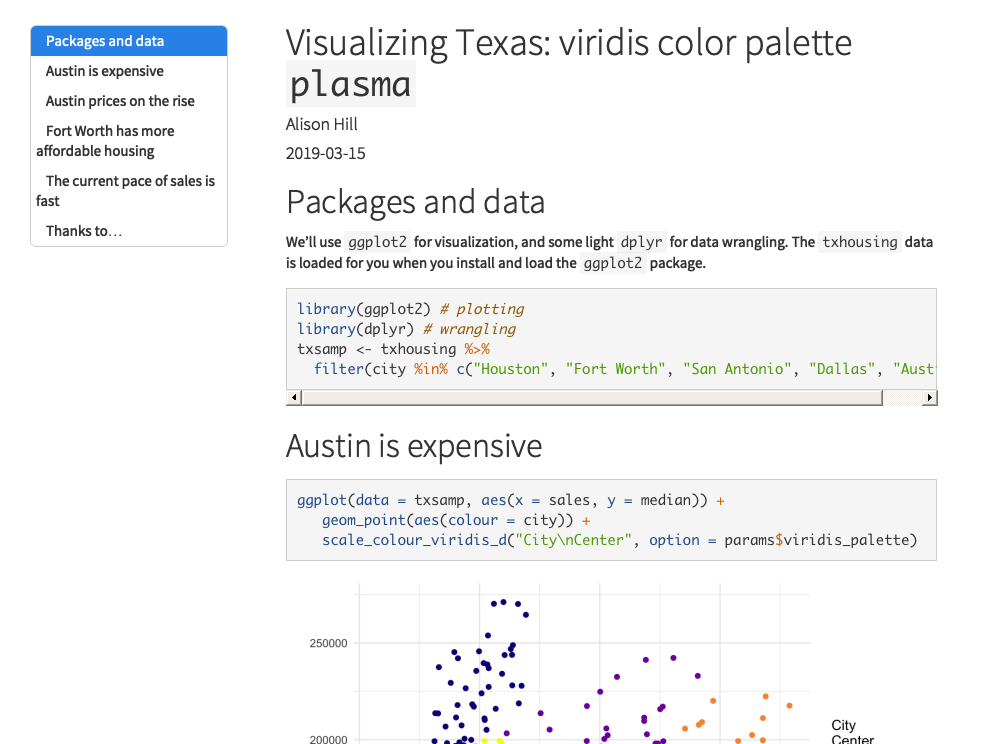 Packages and data
Austin is expensive
Austin prices on the rise
Fort Worth has more
affordable housing
The current pace of sales is
fast
Thanks to…
Visualizing Texas: viridis color palette
plasma
Alison Hill
2019-03-15
Packages and data
We’ll use ggplot2 for visualization, and some light dplyr for data wrangling. The txhousing data
is loaded for you when you install and load the ggplot2 package.
library(ggplot2) # plotting
library(dplyr) # wrangling
txsamp <- txhousing %>%
filter(city %in% c("Houston", "Fort Worth", "San Antonio", "Dallas", "Aust
Austin is expensive
ggplot(data = txsamp, aes(x = sales, y = median)) +
geom_point(aes(colour = city)) +
scale_colour_viridis_d("City\nCenter", option = params$viridis_palette)
250000
200000
City
Center